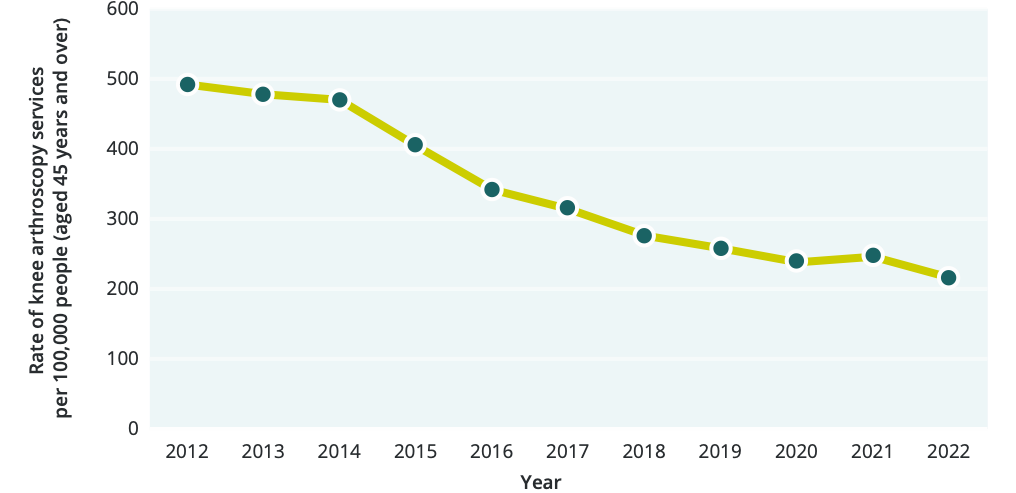 Rate of knee arthroscopy services
per 100,000 people (aged 45 years and over)
600
500
400
300
200
100
0
2012 2013 2014 2015 2016 2017 2018 2019 2020 2021 2022
Year